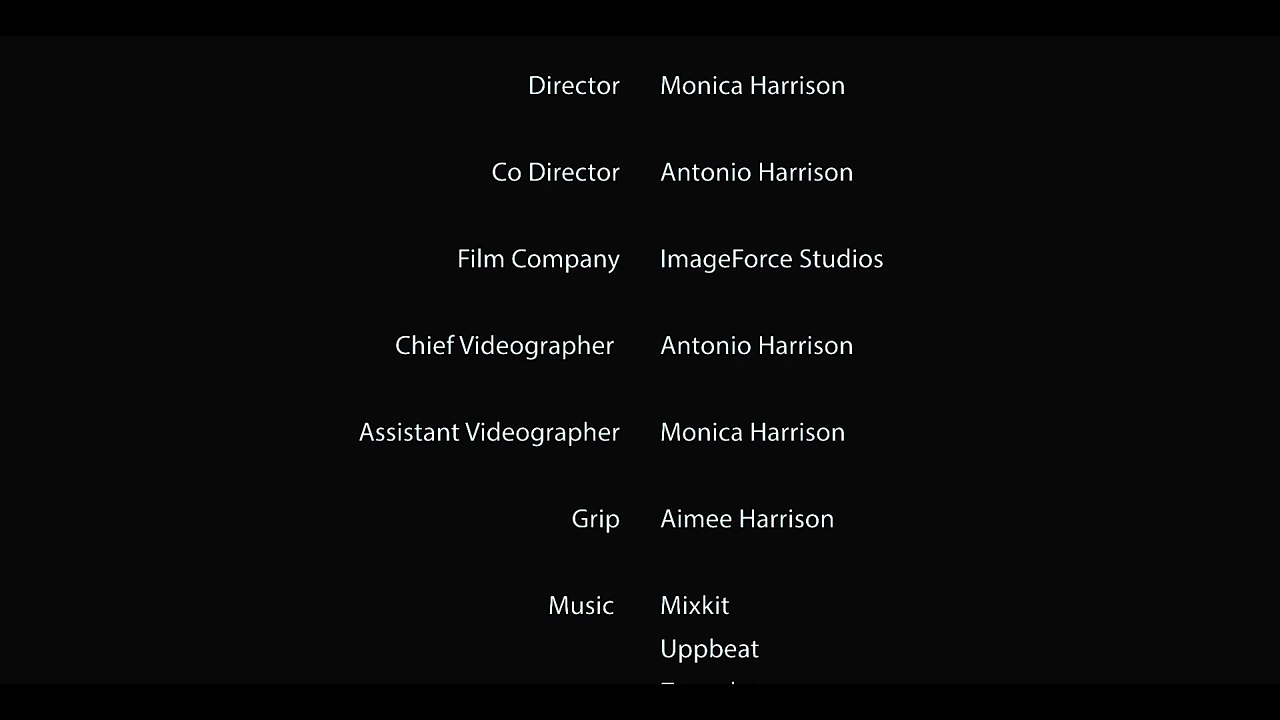 Director Monica Harrison
Co Director Antonio Harrison
Film Company ImageForce Studios
Chief Videographer Antonio Harrison
Assistant Videographer Monica Harrison
Grip Aimee Harrison
Music Mixkit
Uppbeat